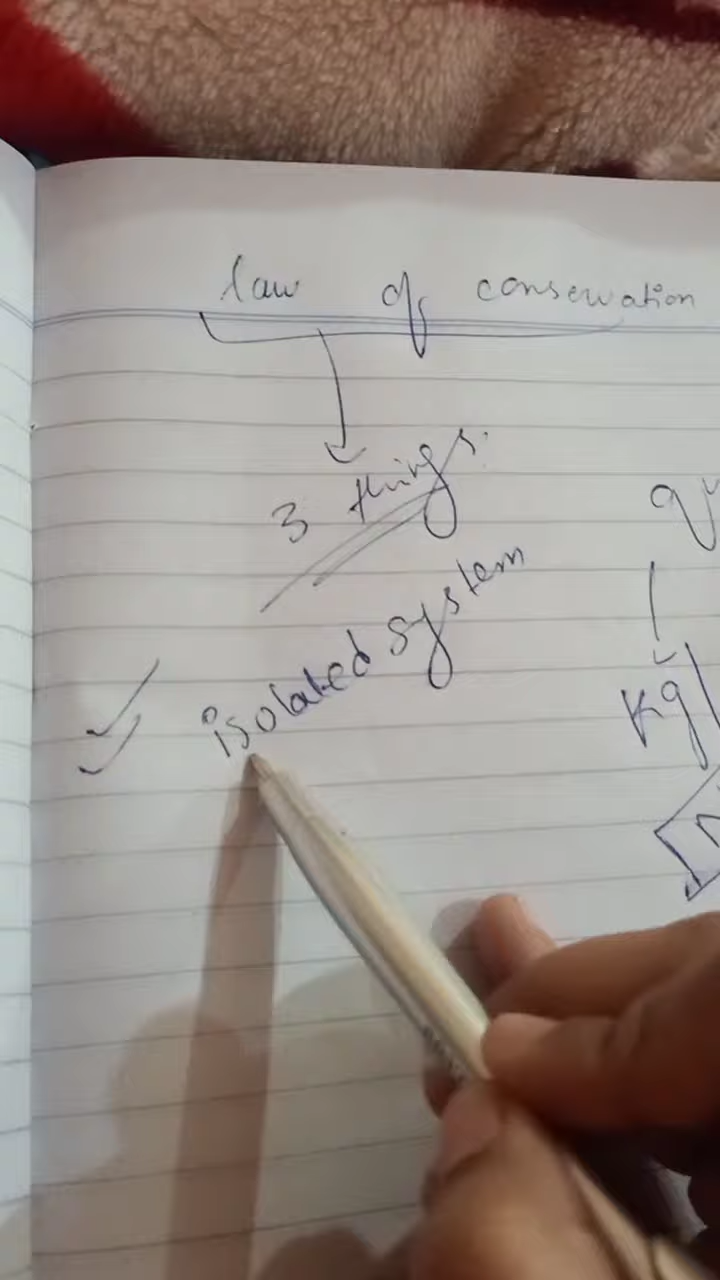 law of conservation
3 things.
isolated system
kg